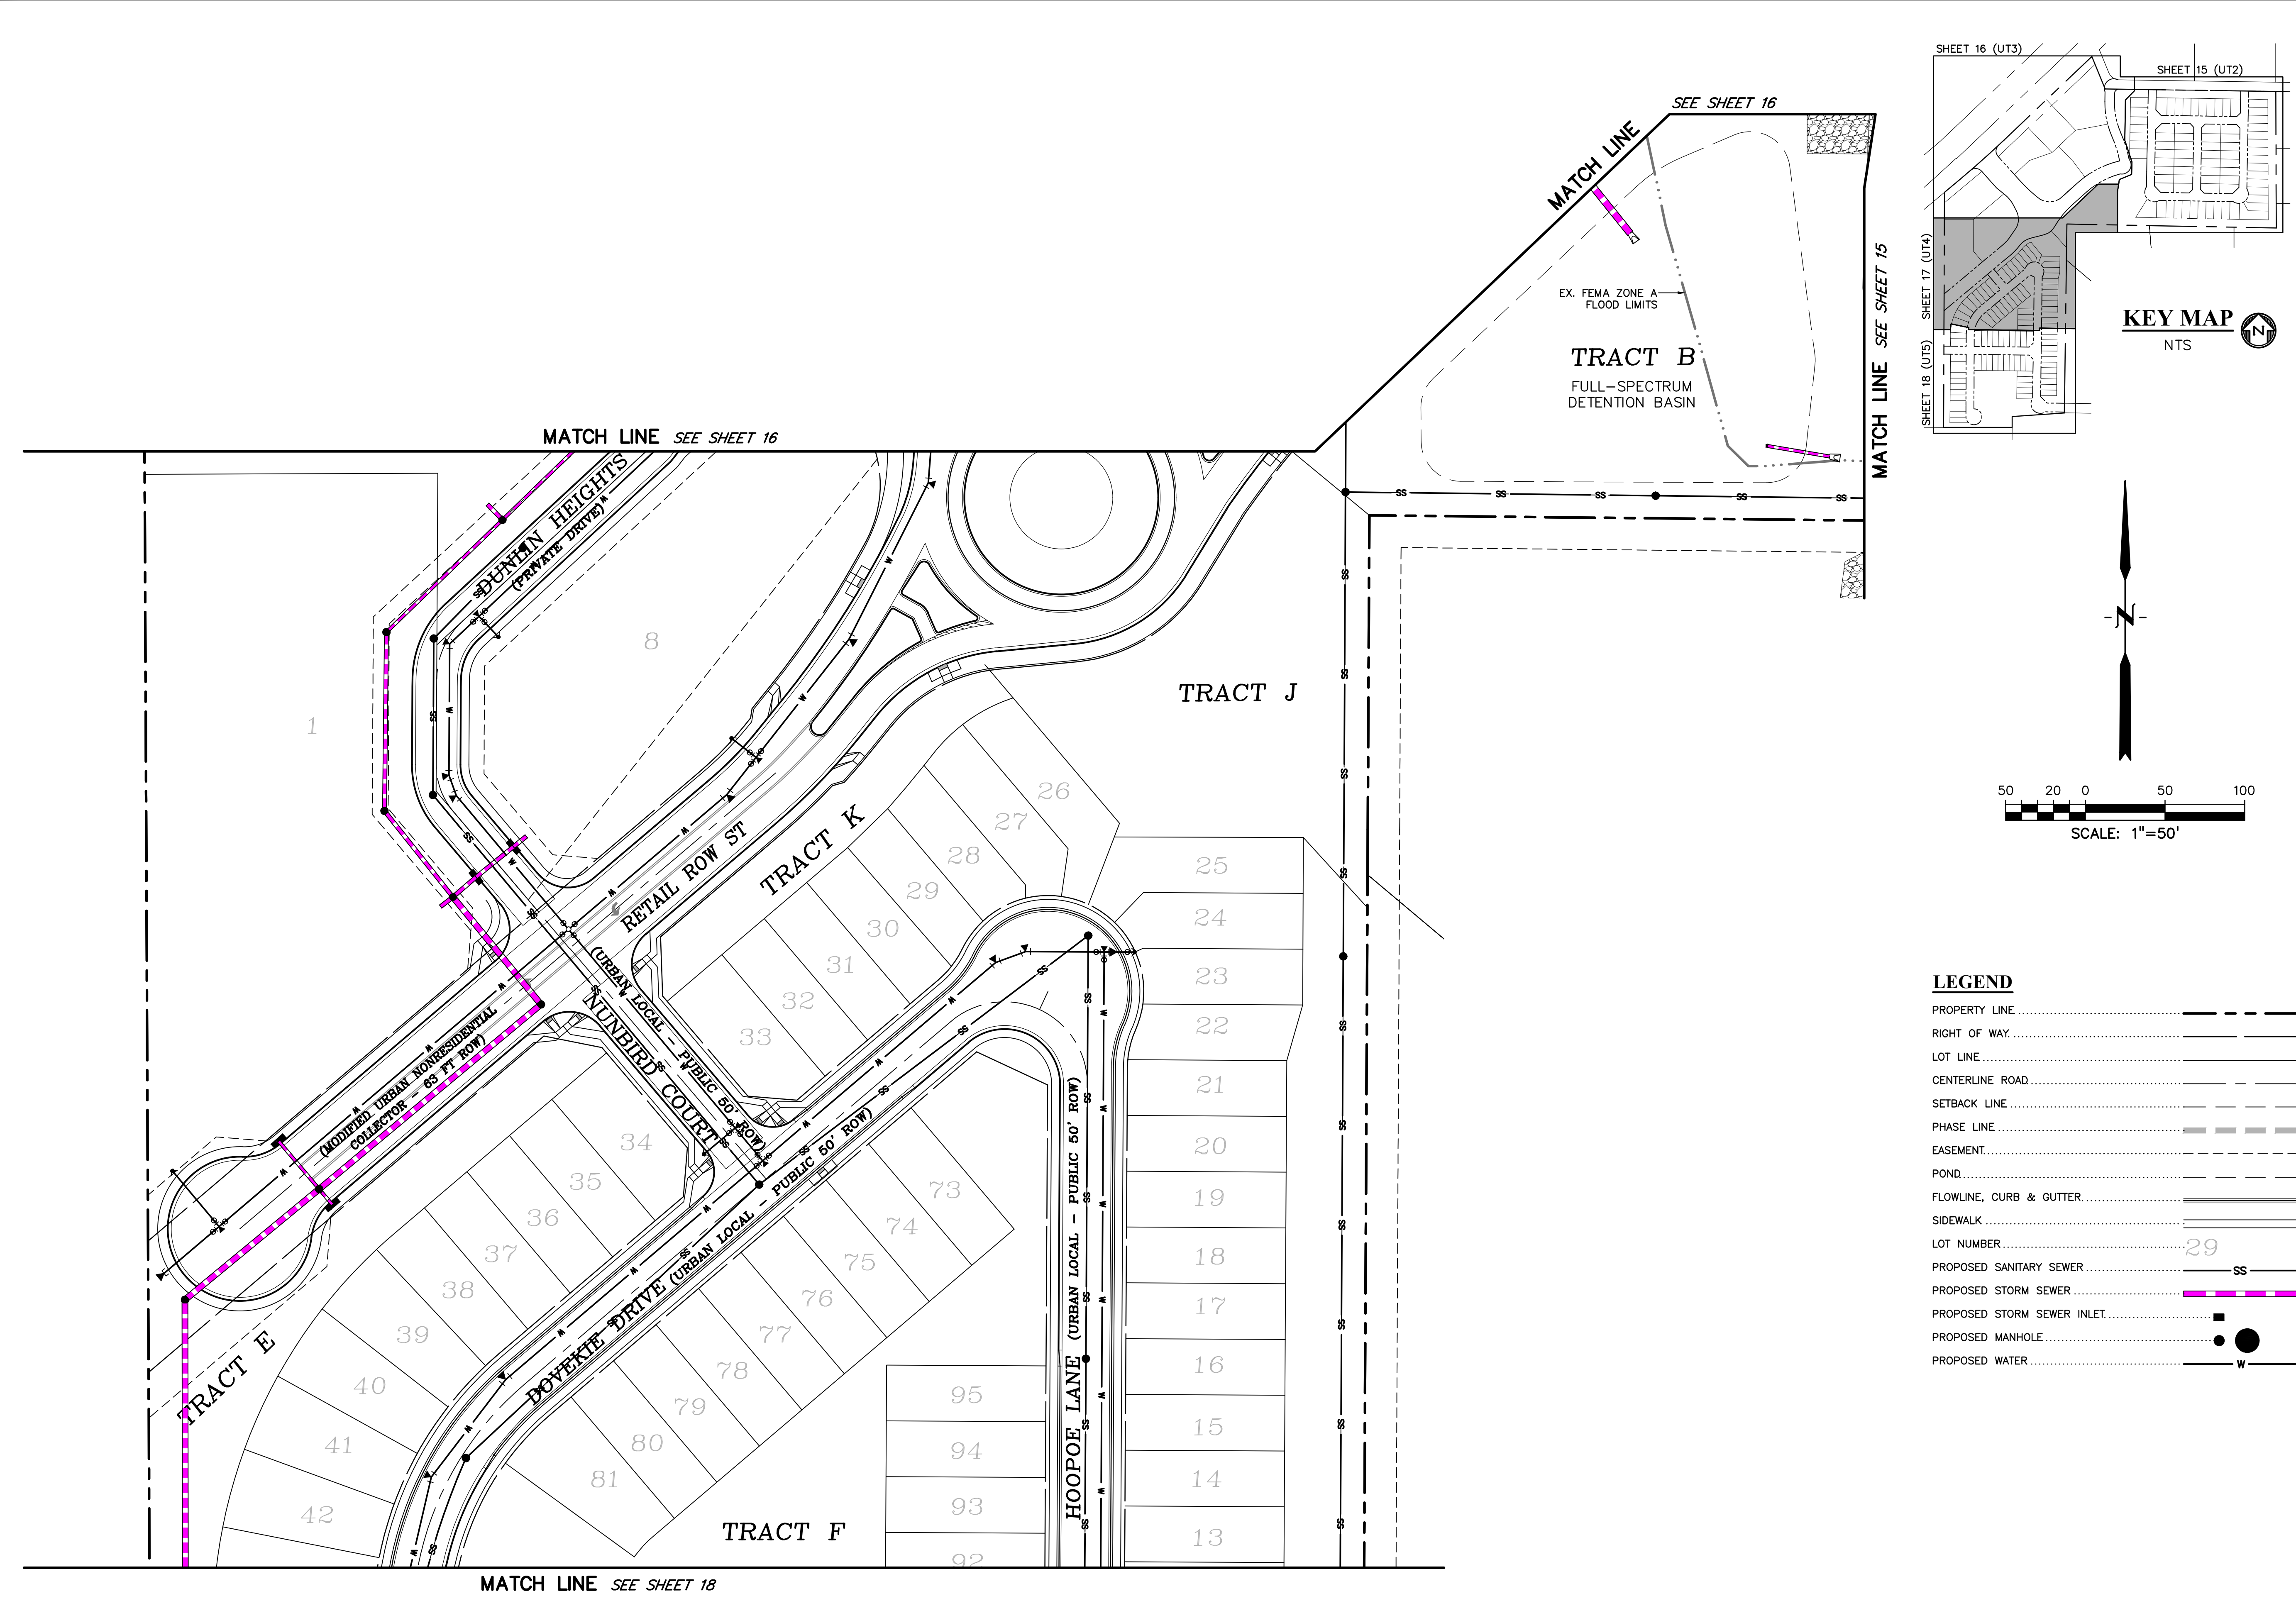 SEE SHEET 16
MATCH LINE
EX. FEMA ZONE A
FLOOD LIMITS
TRACT B
FULL-SPECTRUM
DETENTION BASIN
MATCH LINE SEE SHEET 15
SHEET 16 (UT3)
SHEET 15 (UT2)
SHEET 17 (UT4)
SHEET 18 (UT5)
KEY MAP
N
NTS
MATCH LINE SEE SHEET 16
DUNLIN HEIGHTS
(PRIVATE DRIVE)
8
1
TRACT J
N
50 20 0 50 100
SCALE: 1"=50'
TRACT K
RETAIL ROW ST
26
27
28
29
30
31
32
33
25
24
23
22
21
20
19
18
17
16
15
14
13
(MODIFIED URBAN NONRESIDENTIAL
COLLECTOR - 63 FT ROW)
NUNBIRD COURT
(URBAN LOCAL - PUBLIC 50' ROW)
34
35
36
37
38
39
40
41
42
73
74
75
76
77
78
79
80
81
DOVEKIE DRIVE (URBAN LOCAL - PUBLIC 50' ROW)
HOOPOE LANE (URBAN LOCAL - PUBLIC 50' ROW)
95
94
93
92
TRACT E
TRACT F
SS
W
MATCH LINE SEE SHEET 18
LEGEND
PROPERTY LINE
RIGHT OF WAY
LOT LINE
CENTERLINE ROAD
SETBACK LINE
PHASE LINE
EASEMENT
POND
FLOWLINE, CURB & GUTTER
SIDEWALK
LOT NUMBER 29
PROPOSED SANITARY SEWER SS
PROPOSED STORM SEWER
PROPOSED STORM SEWER INLET
PROPOSED MANHOLE
PROPOSED WATER W